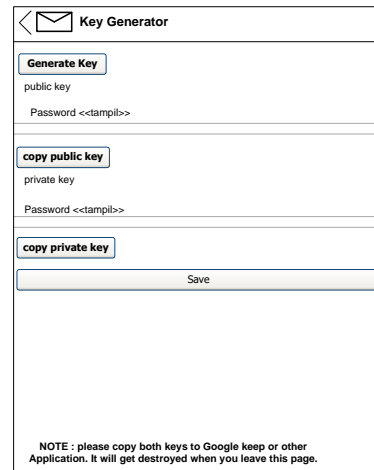 Key Generator
Generate Key
public key
Password <<tampil>>
copy public key
private key
Password <<tampil>>
copy private key
Save
NOTE : please copy both keys to Google keep or other
Application. It will get destroyed when you leave this page.